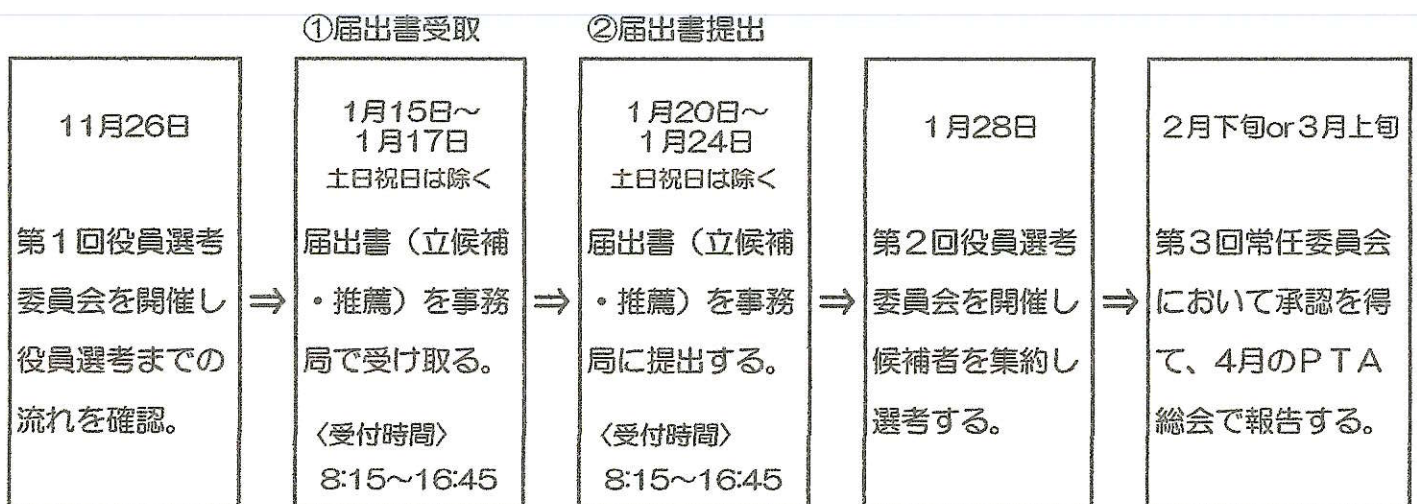 ①届出書受取
②届出書提出
11月26日
第1回役員選考
委員会を開催し
役員選考までの
流れを確認。
⇒
1月15日～
1月17日
土日祝日は除く
届出書（立候補
・推薦）を事務
局で受け取る。
〈受付時間〉
8:15～16:45
⇒
1月20日～
1月24日
土日祝日は除く
届出書（立候補
・推薦）を事務
局に提出する。
〈受付時間〉
8:15～16:45
⇒
1月28日
第2回役員選考
委員会を開催し
候補者を集約し
選考する。
⇒
2月下旬or3月上旬
第3回常任委員会
において承認を得
て、4月のPTA
総会で報告する。